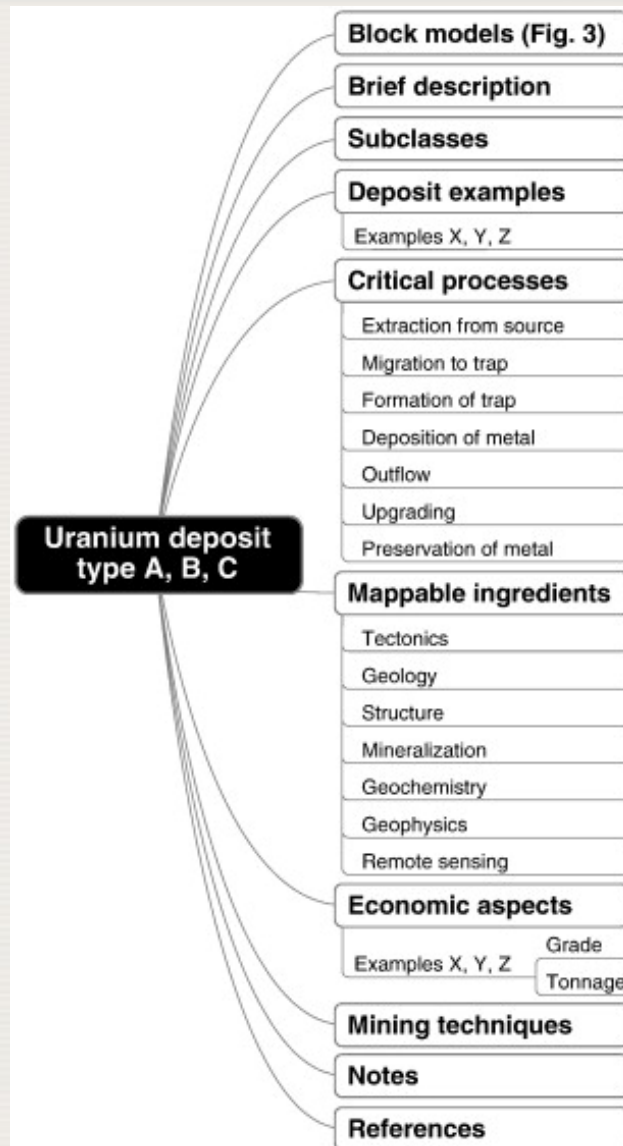 Block models (Fig. 3)
Brief description
Subclasses
Deposit examples
Examples X, Y, Z
Critical processes
Extraction from source
Migration to trap
Formation of trap
Deposition of metal
Outflow
Upgrading
Preservation of metal
Uranium deposit
type A, B, C
Mappable ingredients
Tectonics
Geology
Structure
Mineralization
Geochemistry
Geophysics
Remote sensing
Economic aspects
Examples X, Y, Z
Grade
Tonnage
Mining techniques
Notes
References